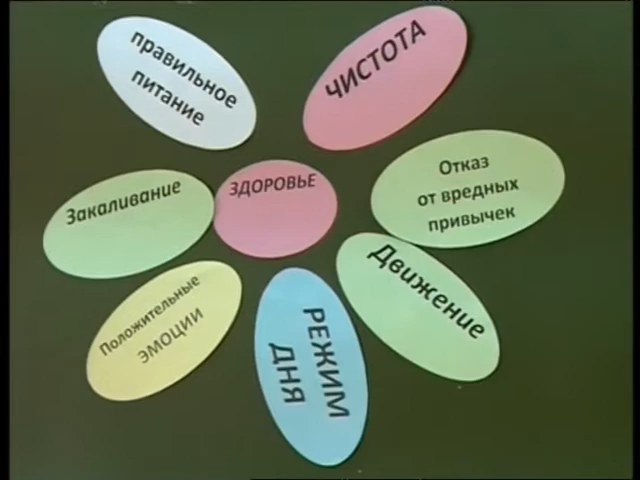 правильное
питание
ЧИСТОТА
Закаливание
ЗДОРОВЬЕ
Отказ
от вредных
привычек
Положительные
ЭМОЦИИ
РЕЖИМ
ДНЯ
Движение